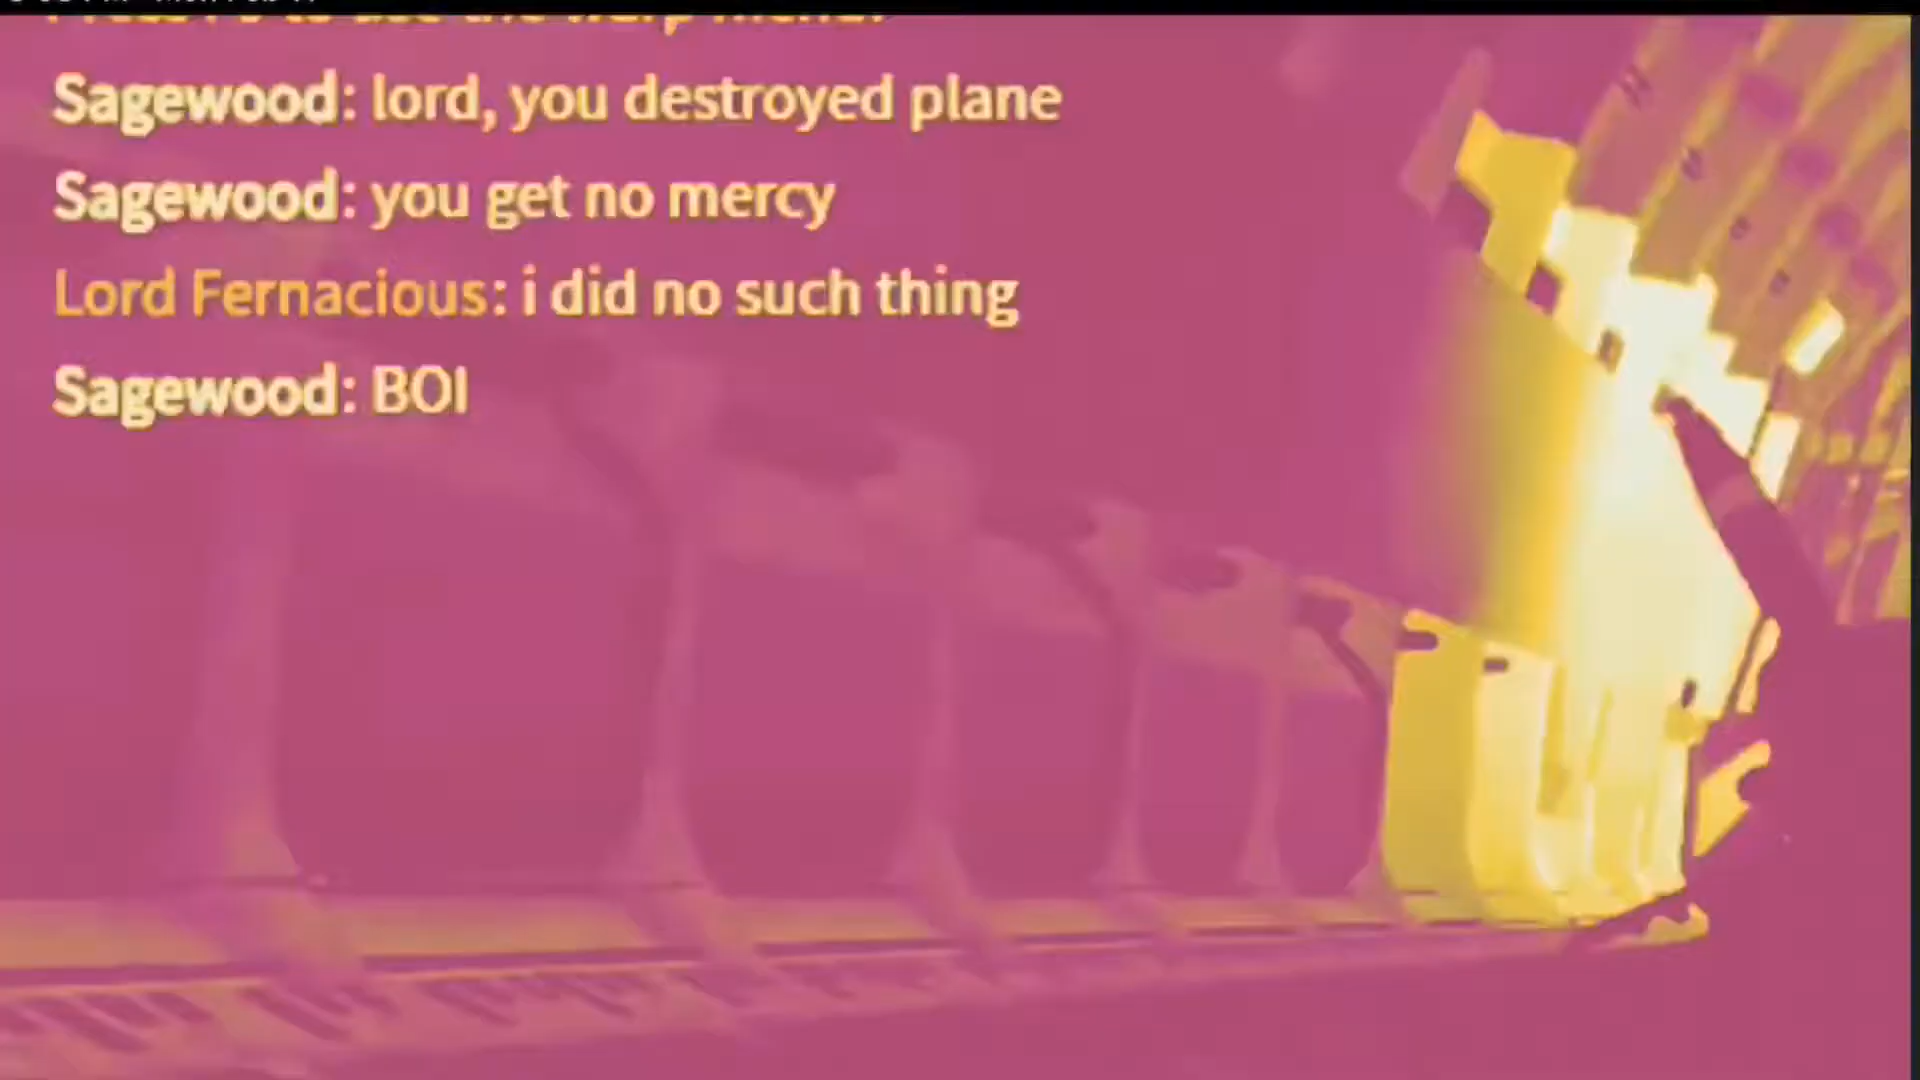 Sagewood: lord, you destroyed plane
Sagewood: you get no mercy
Lord Fernacious: i did no such thing
Sagewood: BOI